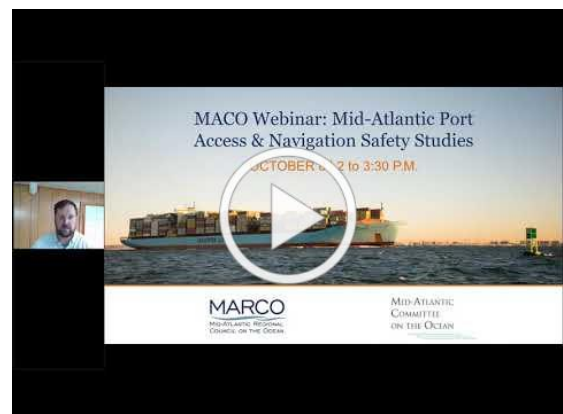 MACO Webinar: Mid-Atlantic Port
Access & Navigation Safety Studies
OCTOBER 2 to 3:30 P.M.
MARCO
MID-ATLANTIC REGIONAL
COUNCIL ON THE OCEAN
MID-ATLANTIC
COMMITTEE
ON THE OCEAN